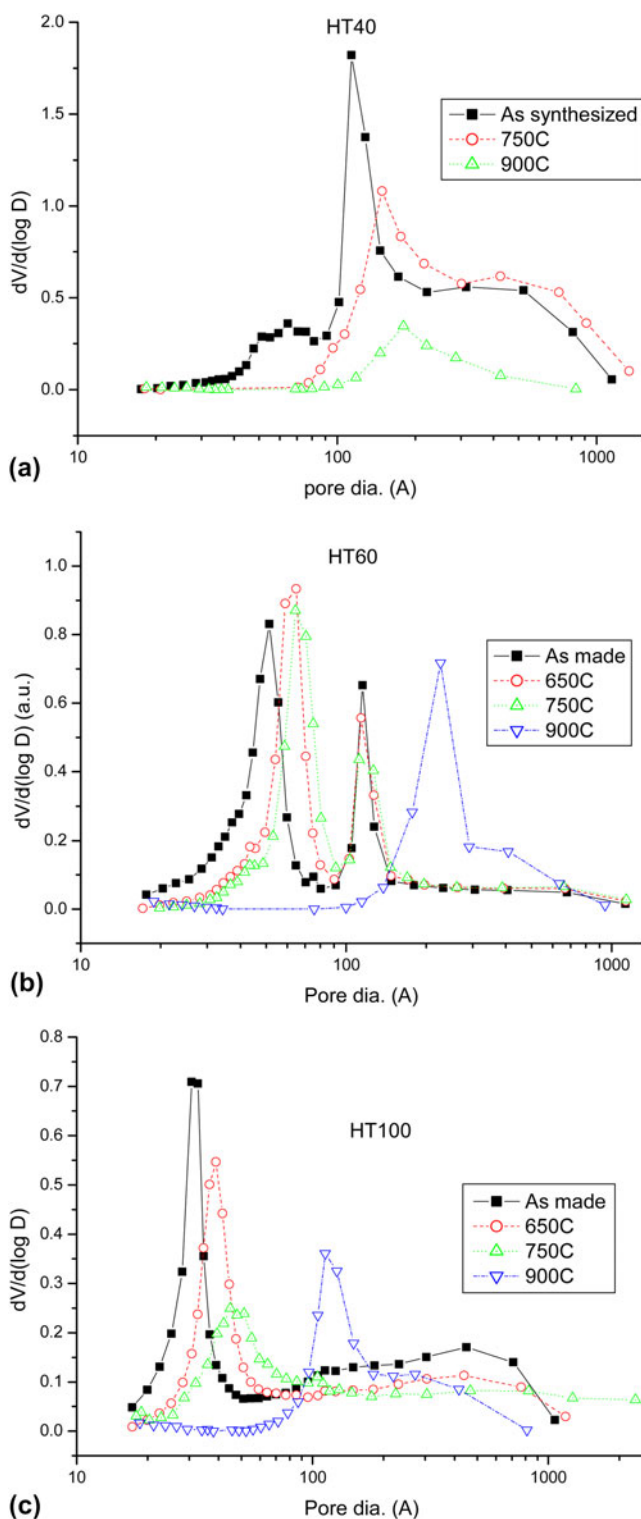 HT40
2.0
1.5
1.0
0.5
0.0
dV/d(log D)
As synthesized
750C
900C
10
100
1000
pore dia. (A)
(a)
HT60
1.0
0.8
0.6
0.4
0.2
0.0
dV/d(log D) (a.u.)
As made
650C
750C
900C
10
100
1000
Pore dia. (A)
(b)
HT100
0.8
0.7
0.6
0.5
0.4
0.3
0.2
0.1
0.0
dV/d(log D)
As made
650C
750C
900C
10
100
1000
Pore dia. (A)
(c)